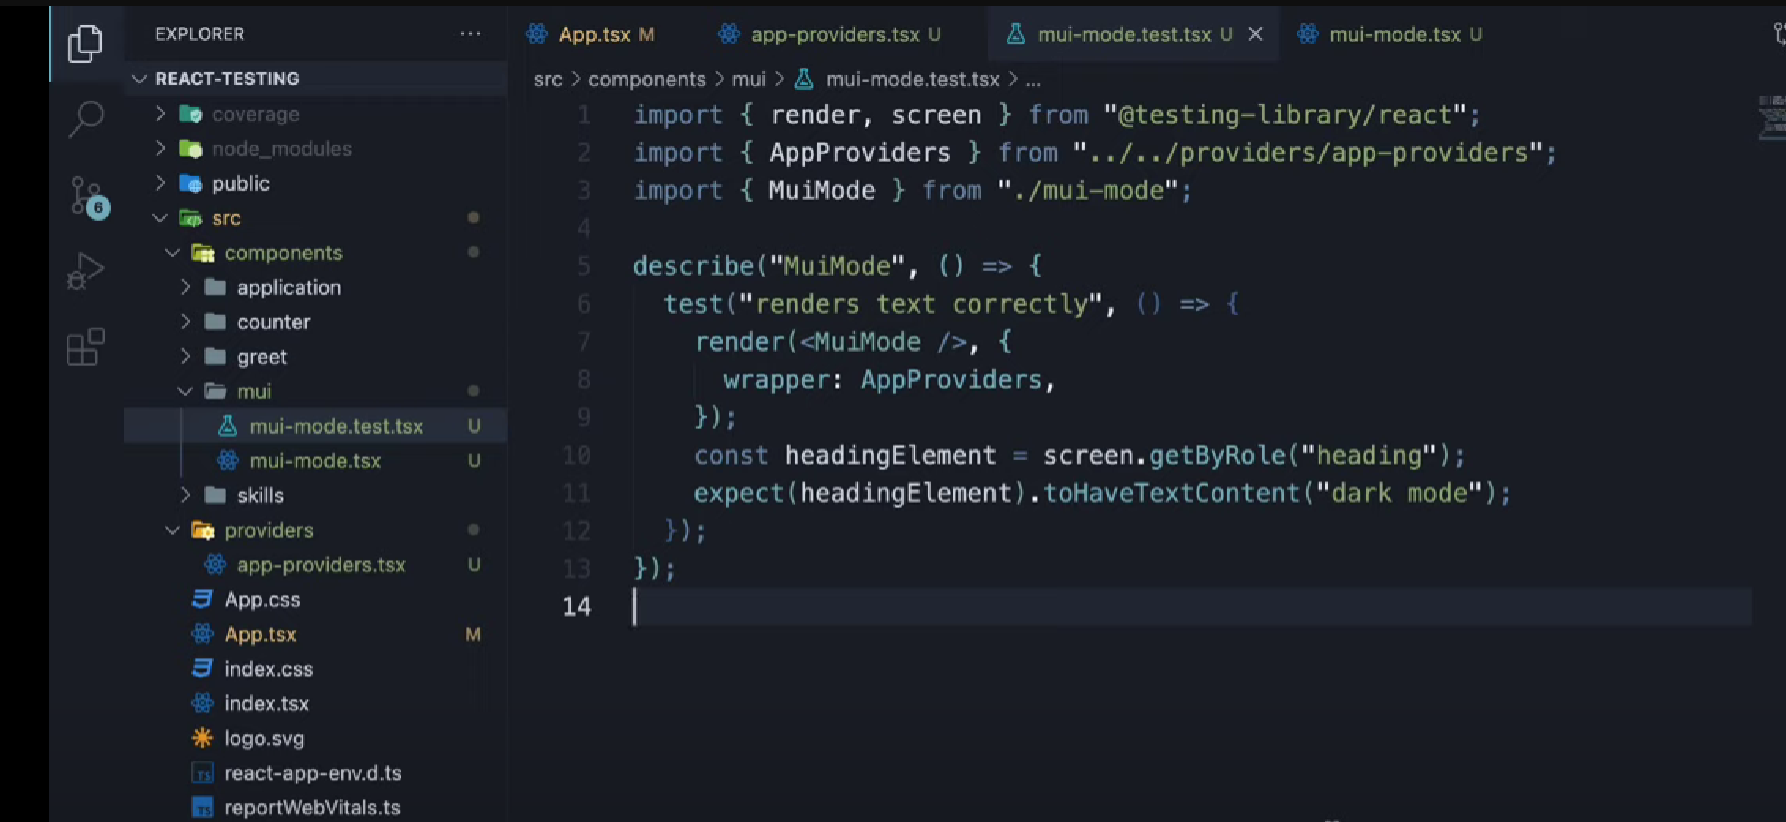 EXPLORER ...
REACT-TESTING
coverage
node_modules
public
src
components
application
counter
greet
mui
mui-mode.test.tsx U
mui-mode.tsx U
skills
providers
app-providers.tsx U
App.css
App.tsx M
index.css
index.tsx
logo.svg
TS react-app-env.d.ts
TS reportWebVitals.ts
6
App.tsx M app-providers.tsx U mui-mode.test.tsx U mui-mode.tsx U
src > components > mui > mui-mode.test.tsx > ...
1 import { render, screen } from "@testing-library/react";
2 import { AppProviders } from "../../providers/app-providers";
3 import { MuiMode } from "./mui-mode";
4
5 describe("MuiMode", () => {
6 test("renders text correctly", () => {
7 render(<MuiMode />, {
8 wrapper: AppProviders,
9 });
10 const headingElement = screen.getByRole("heading");
11 expect(headingElement).toHaveTextContent("dark mode");
12 });
13 });
14